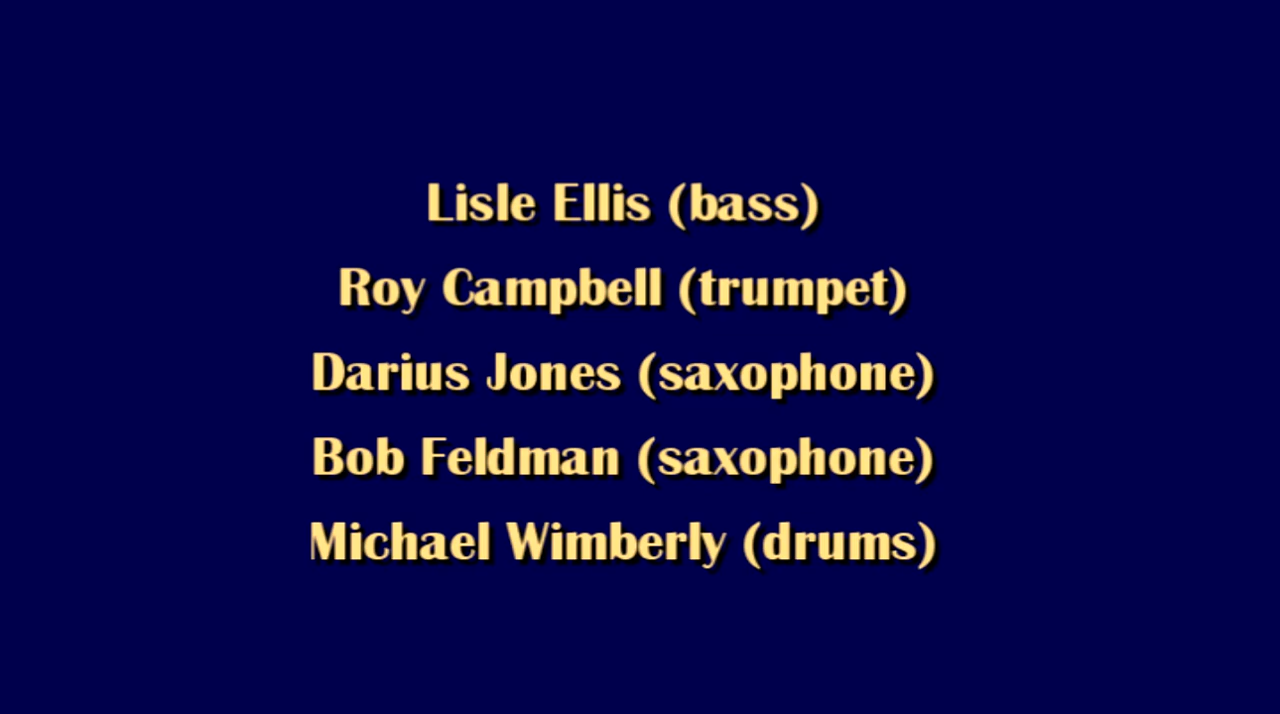 Lisle Ellis (bass)
Roy Campbell (trumpet)
Darius Jones (saxophone)
Bob Feldman (saxophone)
Michael Wimberly (drums)